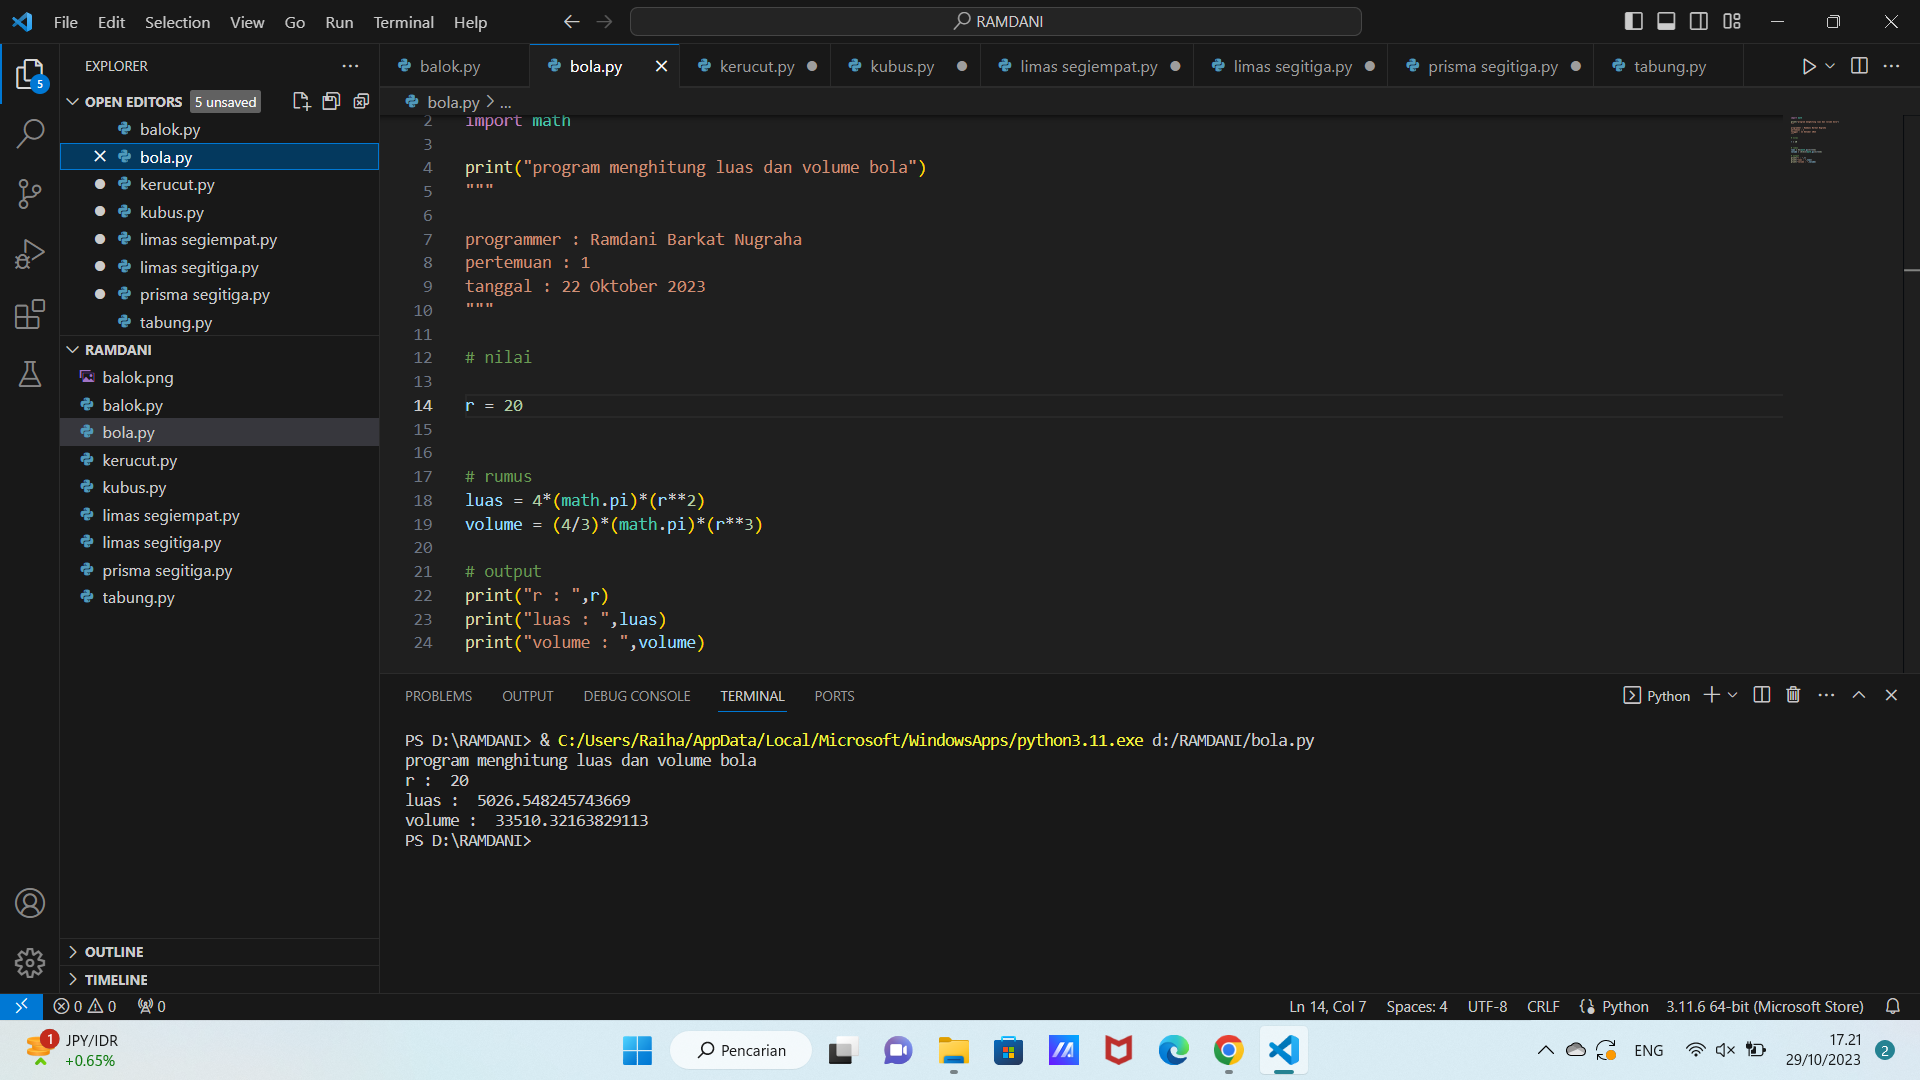 File Edit Selection View Go Run Terminal Help
RAMDANI
EXPLORER
OPEN EDITORS 5 unsaved
balok.py
bola.py
kerucut.py
kubus.py
limas segiempat.py
limas segitiga.py
prisma segitiga.py
tabung.py
RAMDANI
balok.png
balok.py
bola.py
kerucut.py
kubus.py
limas segiempat.py
limas segitiga.py
prisma segitiga.py
tabung.py
OUTLINE
TIMELINE
balok.py bola.py kerucut.py kubus.py limas segiempat.py limas segitiga.py prisma segitiga.py tabung.py
bola.py > ...
2 import math
3
4 print("program menghitung luas dan volume bola")
5 """
6
7 programmer : Ramdani Barkat Nugraha
8 pertemuan : 1
9 tanggal : 22 Oktober 2023
10 """
11
12 # nilai
13
14 r = 20
15
16
17 # rumus
18 luas = 4*(math.pi)*(r**2)
19 volume = (4/3)*(math.pi)*(r**3)
20
21 # output
22 print("r : ",r)
23 print("luas : ",luas)
24 print("volume : ",volume)
PROBLEMS OUTPUT DEBUG CONSOLE TERMINAL PORTS
Python
PS D:\RAMDANI> & C:/Users/Raiha/AppData/Local/Microsoft/WindowsApps/python3.11.exe d:/RAMDANI/bola.py
program menghitung luas dan volume bola
r :  20
luas :  5026.548245743669
volume :  33510.32163829113
PS D:\RAMDANI>
5
0 0 0
Ln 14, Col 7 Spaces: 4 UTF-8 CRLF Python 3.11.6 64-bit (Microsoft Store)
1
JPY/IDR
+0.65%
Pencarian
ENG
17.21
29/10/2023
2